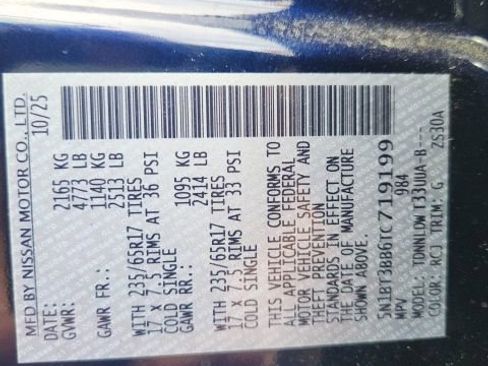 MFD BY NISSAN MOTOR CO., LTD.
DATE: 10/25
GVWR: 2165 KG
4773 LB
GAWR FR.: 1140 KG
2513 LB
WITH 235/65R17 TIRES
17 X 7.5 RIMS AT 36 PSI
COLD SINGLE
GAWR RR.: 1095 KG
2414 LB
WITH 235/65R17 TIRES
17 X 7.5 RIMS AT 33 PSI
COLD SINGLE
THIS VEHICLE CONFORMS TO
ALL APPLICABLE FEDERAL
MOTOR VEHICLE SAFETY AND
THEFT PREVENTION
STANDARDS IN EFFECT ON
THE DATE OF MANUFACTURE
SHOWN ABOVE.
5N1BT3BB6TC719199
MPV 984
MODEL: TDNNLDW T33UUA-B---
COLOR: RCJ TRIM: G ZS30A